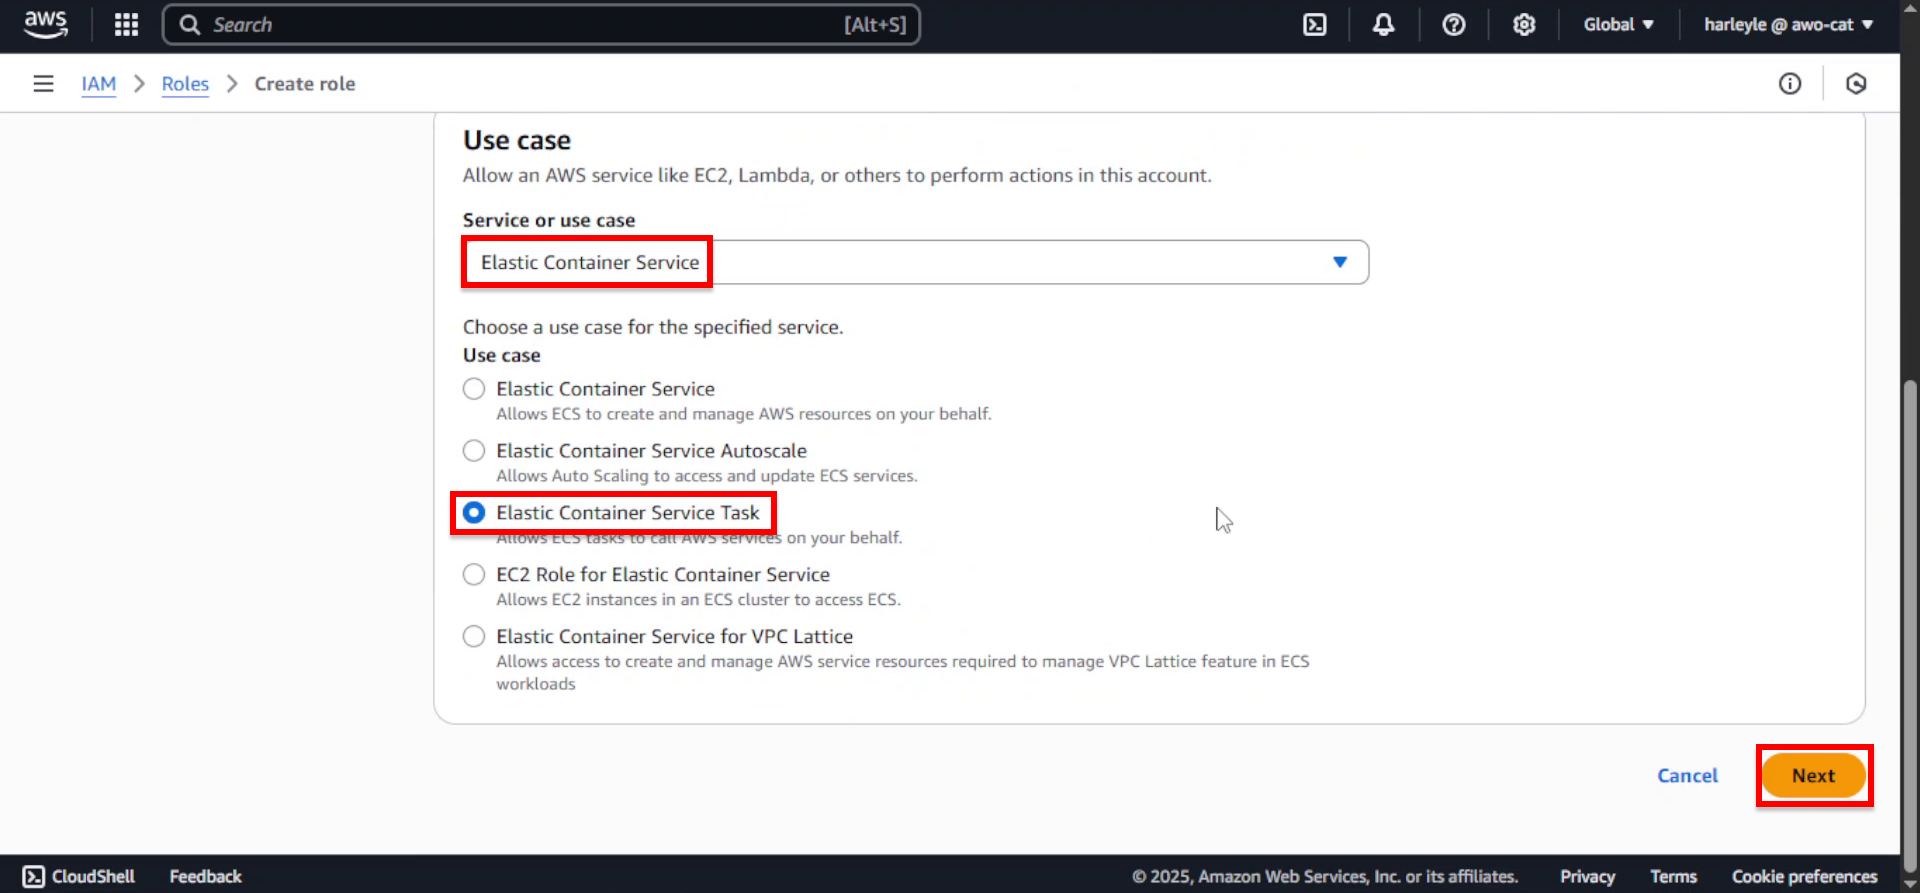 aws
Search [Alt+S]
Global
harleyle @ awo-cat
IAM > Roles > Create role
Use case
Allow an AWS service like EC2, Lambda, or others to perform actions in this account.
Service or use case
Elastic Container Service
Choose a use case for the specified service.
Use case
Elastic Container Service
Allows ECS to create and manage AWS resources on your behalf.
Elastic Container Service Autoscale
Allows Auto Scaling to access and update ECS services.
Elastic Container Service Task
Allows ECS tasks to call AWS services on your behalf.
EC2 Role for Elastic Container Service
Allows EC2 instances in an ECS cluster to access ECS.
Elastic Container Service for VPC Lattice
Allows access to create and manage AWS service resources required to manage VPC Lattice feature in ECS
workloads
Cancel
Next
CloudShell
Feedback
© 2025, Amazon Web Services, Inc. or its affiliates.
Privacy
Terms
Cookie preferences